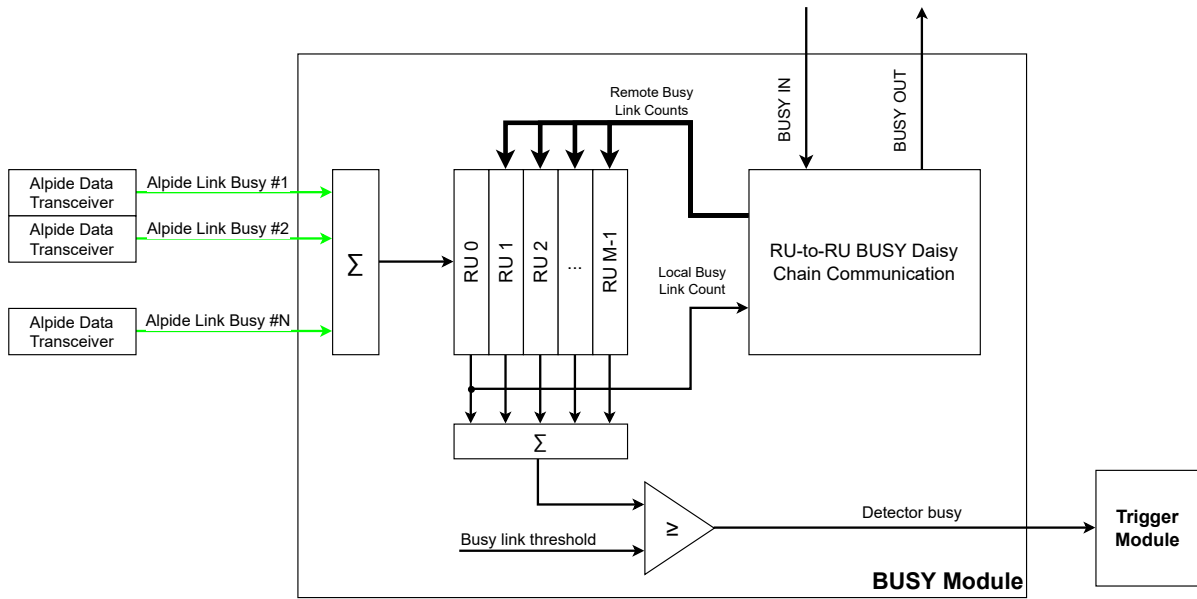 BUSY IN
BUSY OUT
Remote Busy
Link Counts
Alpide Data
Transceiver
Alpide Link Busy #1
Alpide Data
Transceiver
Alpide Link Busy #2
Alpide Data
Transceiver
Alpide Link Busy #N
Σ
RU 0
RU 1
RU 2
...
RU M-1
RU-to-RU BUSY Daisy
Chain Communication
Local Busy
Link Count
Σ
Busy link threshold
≥
Detector busy
Trigger
Module
BUSY Module